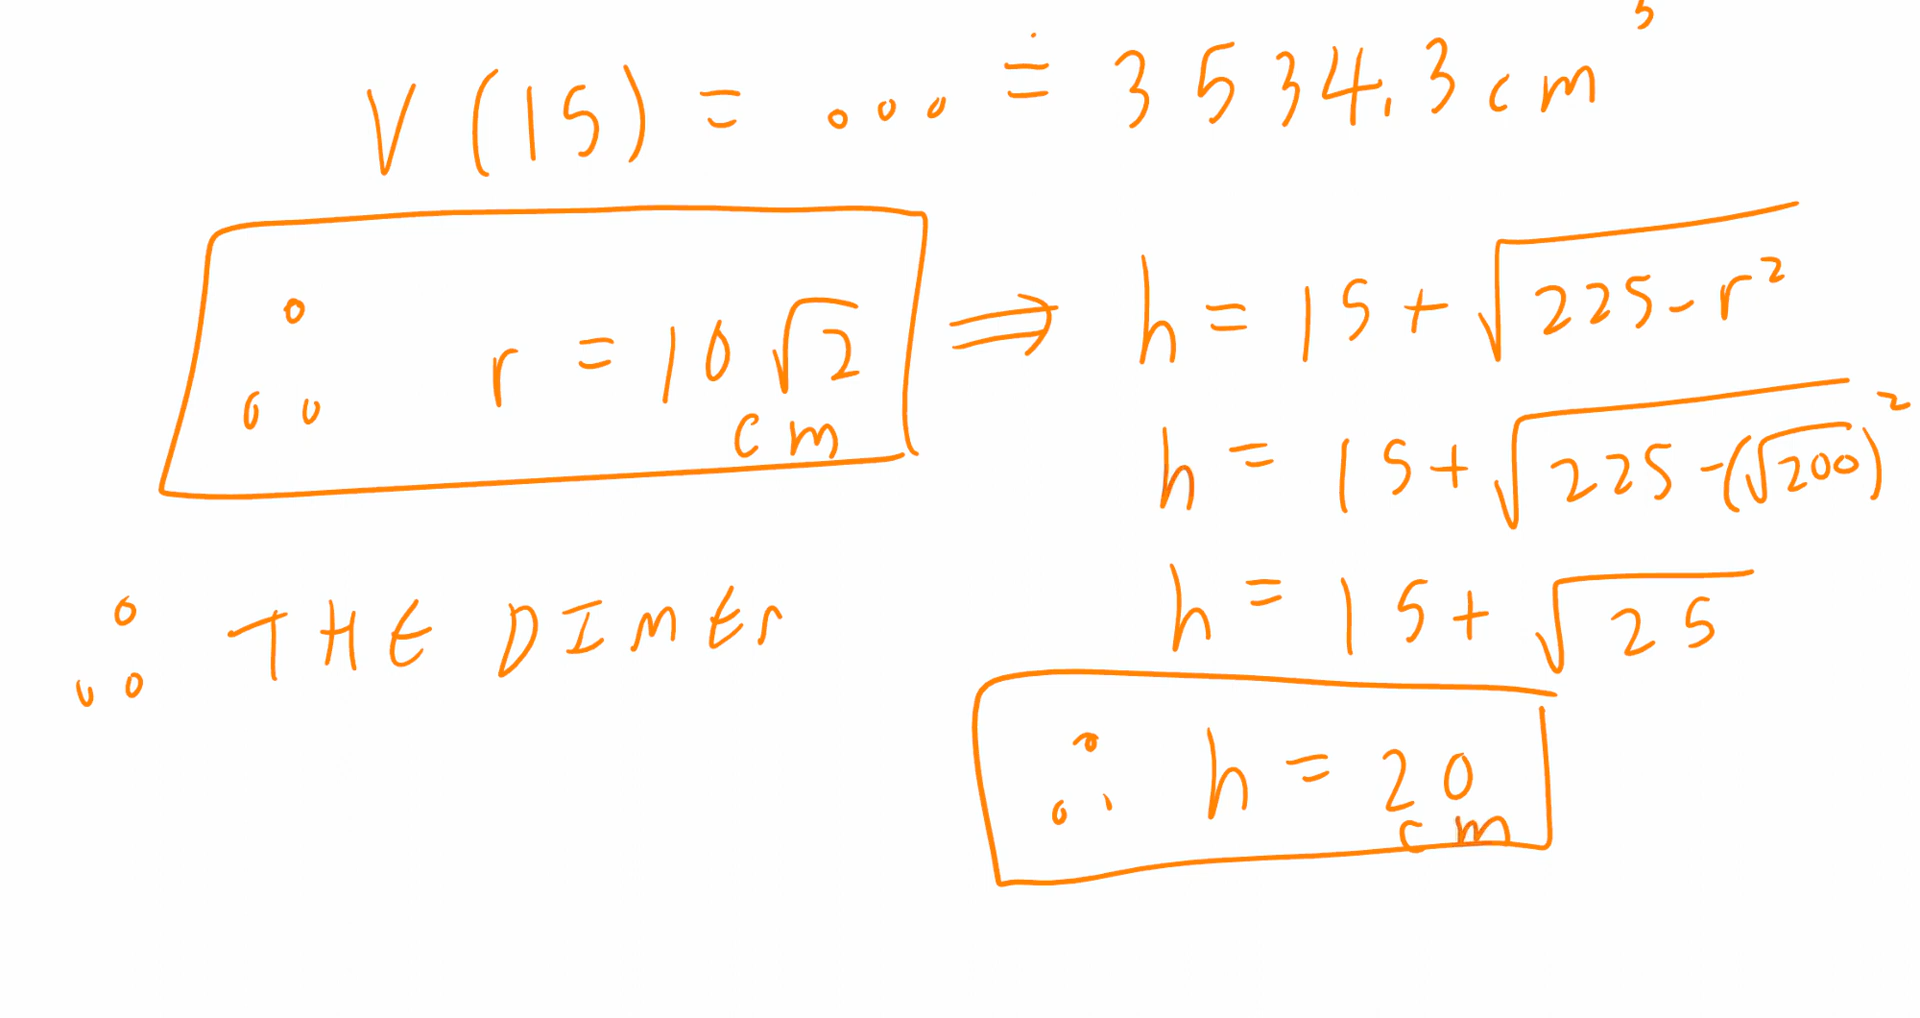 V(15) = ... ≐ 3534.3 cm³
∴ r = 10√2 cm ⇒ h = 15 + √(225 - r²)
h = 15 + √(225 - (√200)²)
h = 15 + √25
∴ THE DIMEN
∴ h = 20 cm